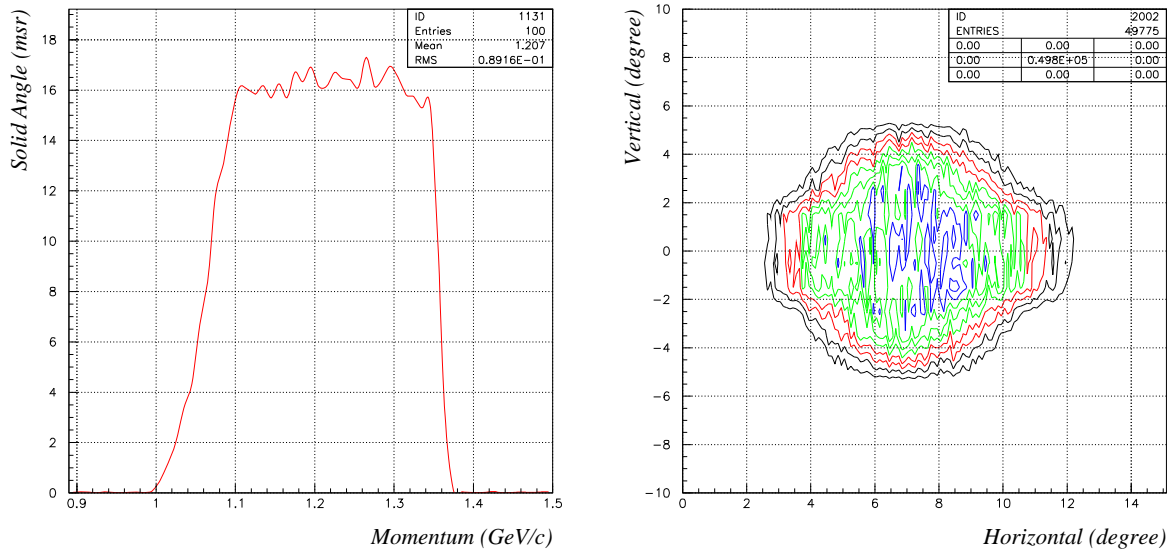 ID 1131
Entries 100
Mean 1.207
RMS 0.8916E-01
Solid Angle (msr)
18
16
14
12
10
8
6
4
2
0
0.9 1 1.1 1.2 1.3 1.4 1.5
Momentum (GeV/c)
ID 2002
ENTRIES 49775
0.00 0.00 0.00
0.00 0.498E+05 0.00
0.00 0.00 0.00
Vertical (degree)
10
8
6
4
2
0
−2
−4
−6
−8
−10
0 2 4 6 8 10 12 14
Horizontal (degree)